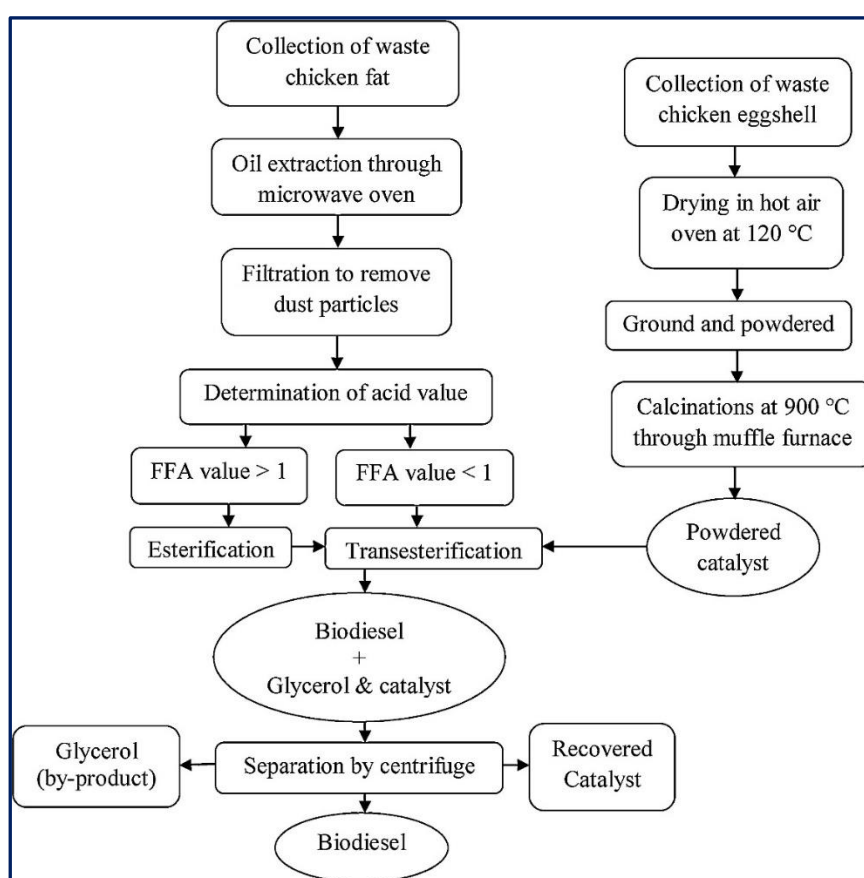 Collection of waste
chicken fat
Oil extraction through
microwave oven
Filtration to remove
dust particles
Determination of acid value
FFA value > 1
FFA value < 1
Esterification
Transesterification
Collection of waste
chicken eggshell
Drying in hot air
oven at 120 °C
Ground and powdered
Calcinations at 900 °C
through muffle furnace
Powdered
catalyst
Biodiesel
+
Glycerol & catalyst
Glycerol
(by-product)
Separation by centrifuge
Recovered
Catalyst
Biodiesel